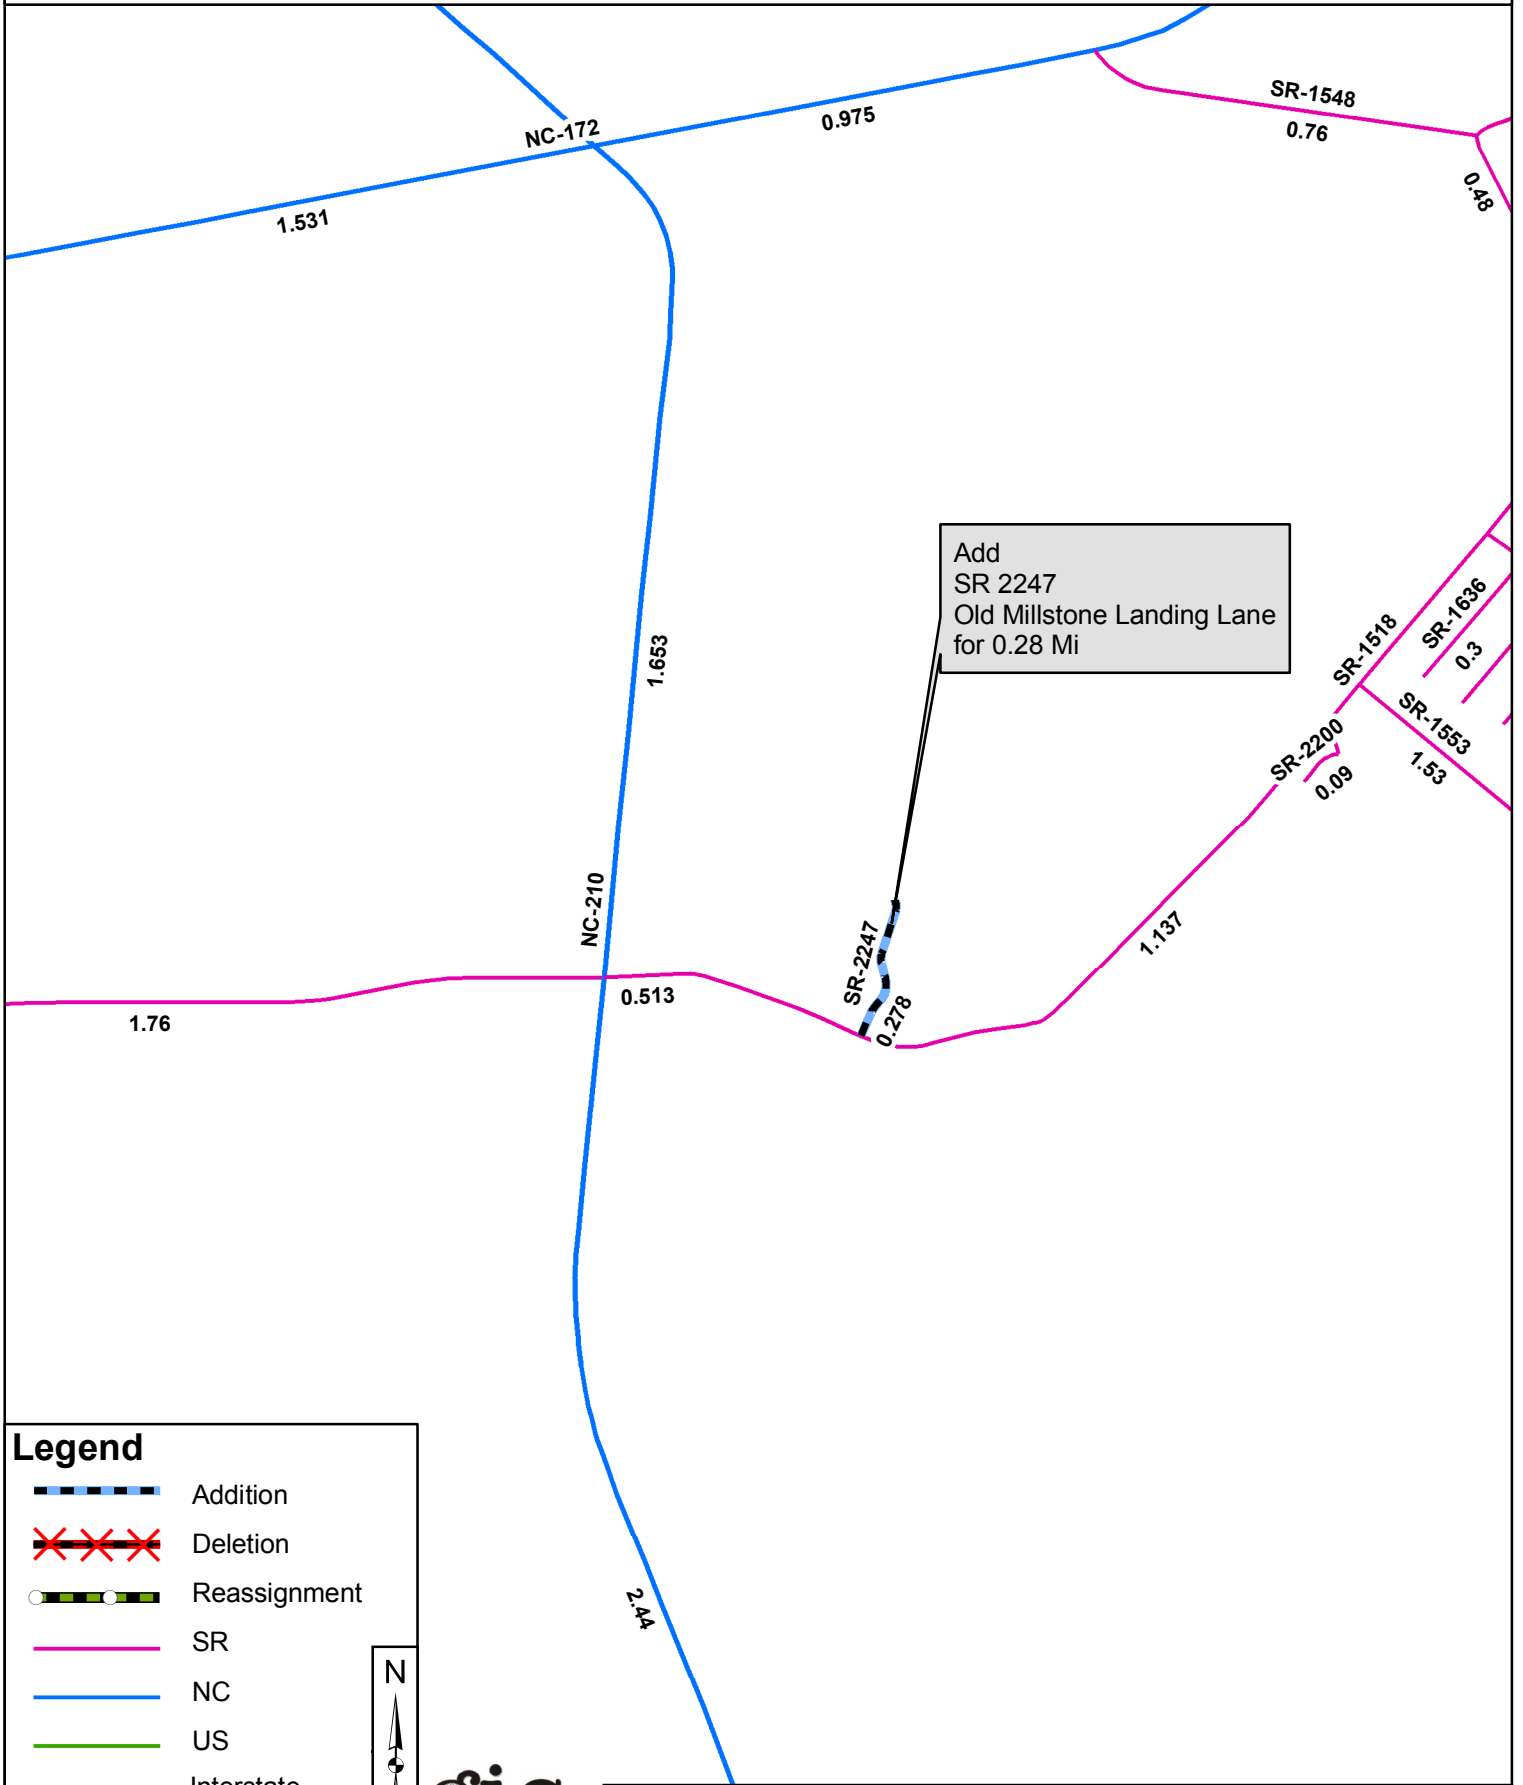 SR-1548
0.975
0.76
NC-172
0.48
1.531
Add
SR 2247
Old Millstone Landing Lane
for 0.28 Mi
SR-1636
SR-1518
0.3
1.653
SR-1553
SR-2200
1.53
0.09
NC-210
SR-2247
1.137
0.513
0.278
1.76
Legend
Addition
Deletion
Reassignment
2.44
SR
N
NC
US
Interstate